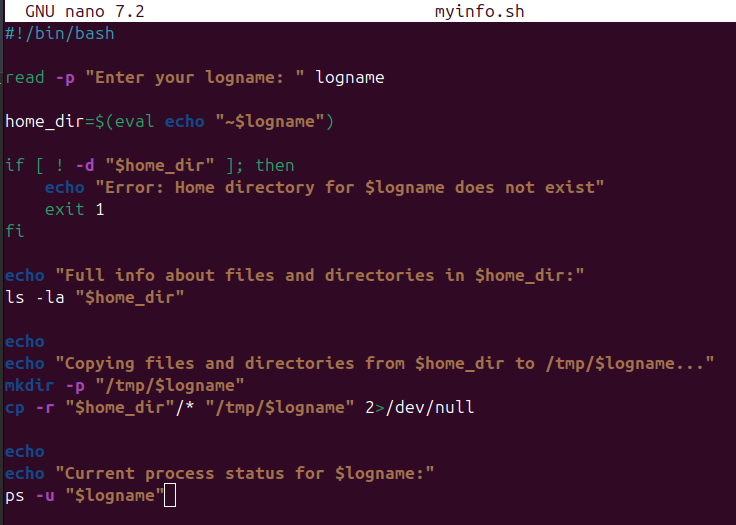 GNU nano 7.2 myinfo.sh
#!/bin/bash
read -p "Enter your logname: " logname
home_dir=$(eval echo "~$logname")
if [ ! -d "$home_dir" ]; then
    echo "Error: Home directory for $logname does not exist"
    exit 1
fi
echo "Full info about files and directories in $home_dir:"
ls -la "$home_dir"
echo
echo "Copying files and directories from $home_dir to /tmp/$logname..."
mkdir -p "/tmp/$logname"
cp -r "$home_dir"/* "/tmp/$logname" 2>/dev/null
echo
echo "Current process status for $logname:"
ps -u "$logname"